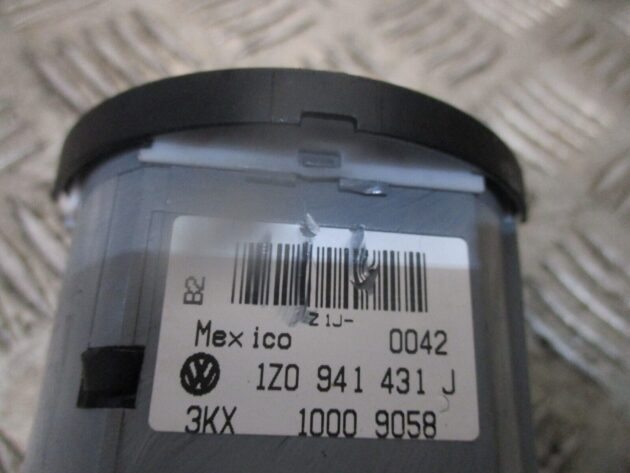 B2
Z1J-
Mexico 0042
1Z0 941 431 J
3KX 1000 9058